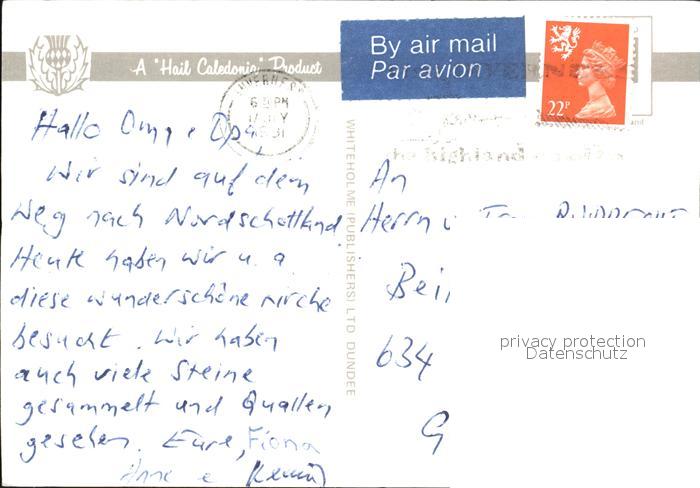 A "Hail Caledonia" Product
By air mail
Par avion
INVERNESS
22P
Hallo Oma & Opa,
Wir sind auf dem
Weg nach Nordschottland.
Heute haben wir u. a.
diese wunderschöne Kirche
besucht. Wir haben
auch viele Steine
gesammelt und Quallen
gesehen. Eure, Fiona
Anne &
WHITEHOLME (PUBLISHERS) LTD DUNDEE
An
Herrn
634
G
privacy protection
Datenschutz